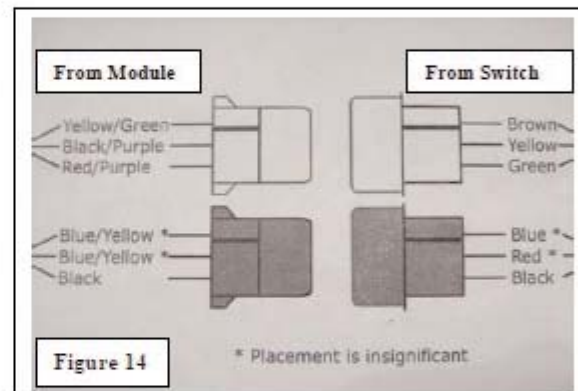 From Module
From Switch
Yellow/Green
Black/Purple
Red/Purple
Brown
Yellow
Green
Blue/Yellow *
Blue/Yellow *
Black
Blue *
Red *
Black
* Placement is insignificant
Figure 14